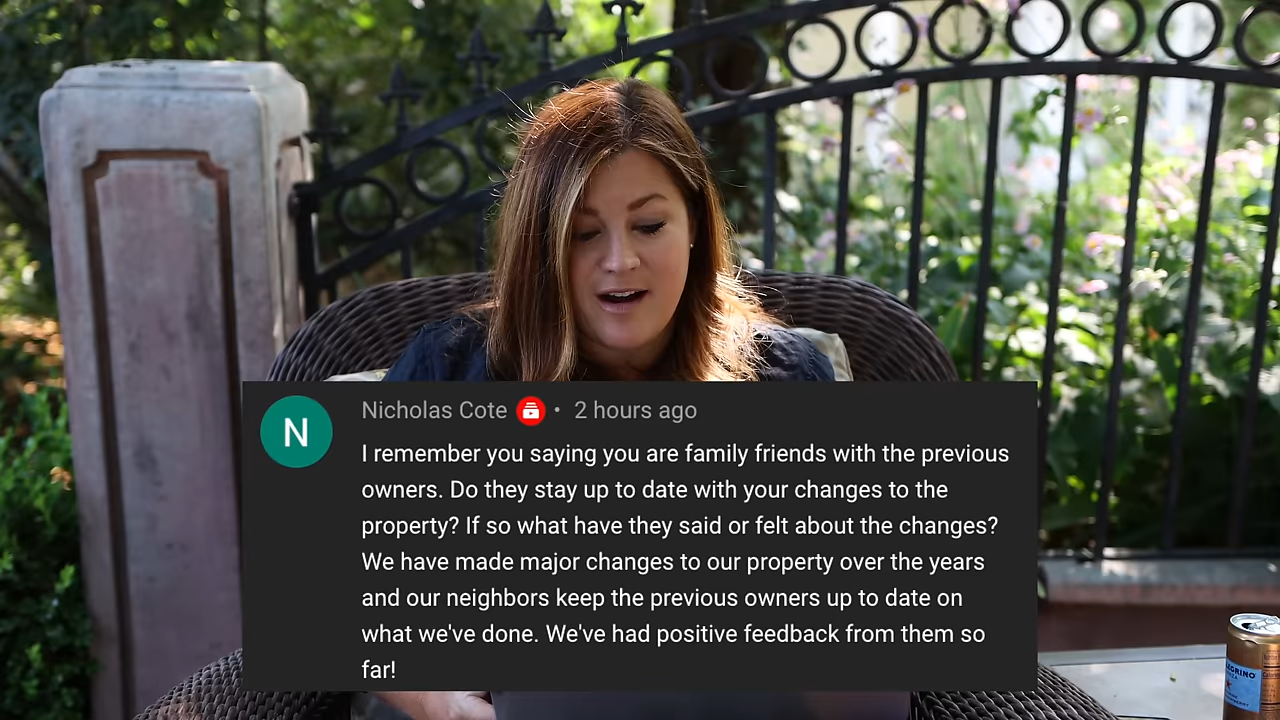 N
Nicholas Cote • 2 hours ago
I remember you saying you are family friends with the previous
owners. Do they stay up to date with your changes to the
property? If so what have they said or felt about the changes?
We have made major changes to our property over the years
and our neighbors keep the previous owners up to date on
what we've done. We've had positive feedback from them so
far!